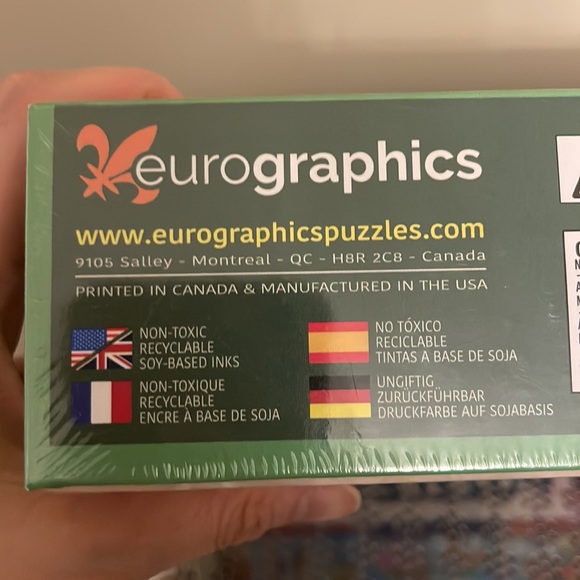 eurographics
www.eurographicspuzzles.com
9105 Salley - Montreal - QC - H8R 2C8 - Canada
PRINTED IN CANADA & MANUFACTURED IN THE USA
NON-TOXIC
RECYCLABLE
SOY-BASED INKS
NON-TOXIQUE
RECYCLABLE
ENCRE À BASE DE SOJA
NO TÓXICO
RECICLABLE
TINTAS A BASE DE SOJA
UNGIFTIG
ZURÜCKFÜHRBAR
DRUCKFARBE AUF SOJABASIS